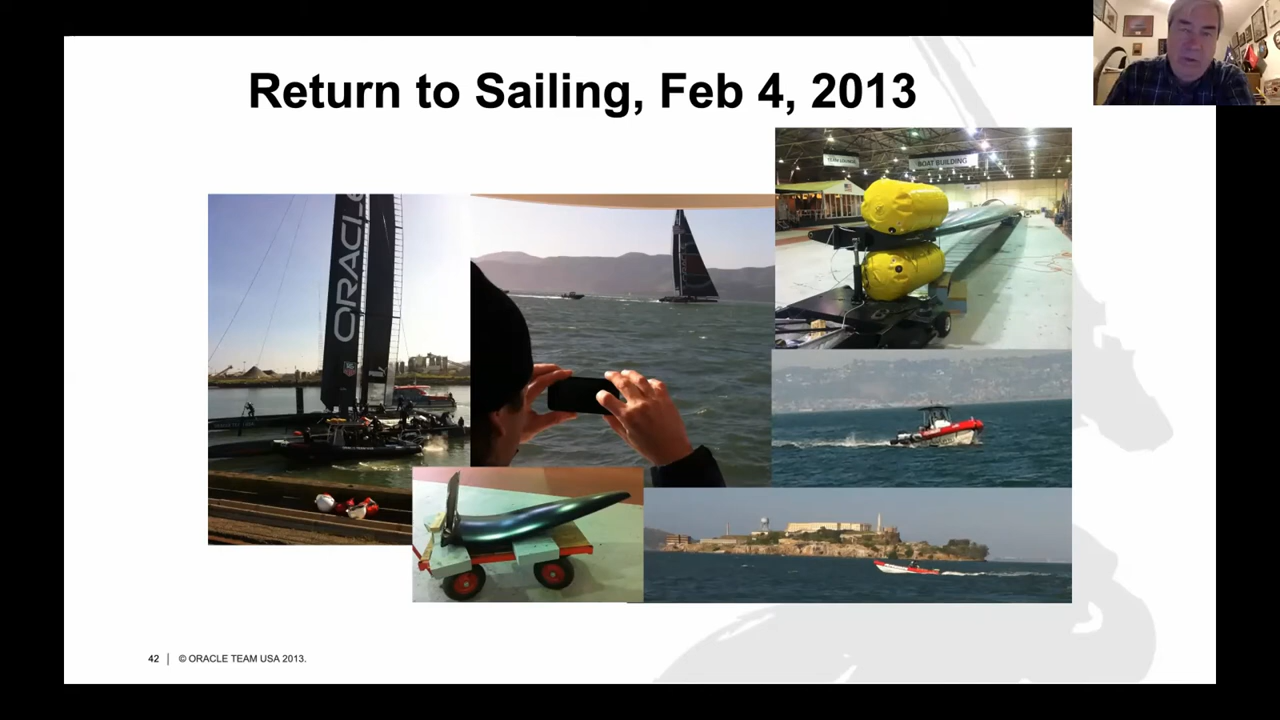 Return to Sailing, Feb 4, 2013
BOAT BUILDING
ORACLE
42 | © ORACLE TEAM USA 2013.